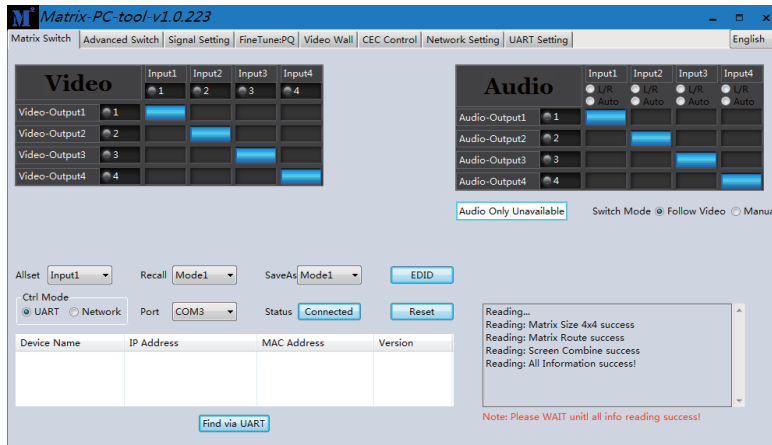 M Matrix-PC-tool-v1.0.223
Matrix Switch Advanced Switch Signal Setting FineTune:PQ Video Wall CEC Control Network Setting UART Setting English
Video Input1 Input2 Input3 Input4
1 2 3 4
Video-Output1 1
Video-Output2 2
Video-Output3 3
Video-Output4 4
Audio Input1 Input2 Input3 Input4
L/R L/R L/R L/R
Auto Auto Auto Auto
Audio-Output1 1
Audio-Output2 2
Audio-Output3 3
Audio-Output4 4
Audio Only Unavailable Switch Mode Follow Video Manua
Allset Input1 Recall Mode1 SaveAs Mode1 EDID
Ctrl Mode
UART Network Port COM3 Status Connected Reset
Device Name IP Address MAC Address Version
Find via UART
Reading...
Reading: Matrix Size 4x4 success
Reading: Matrix Route success
Reading: Screen Combine success
Reading: All Information success!
Note: Please WAIT unitl all info reading success!